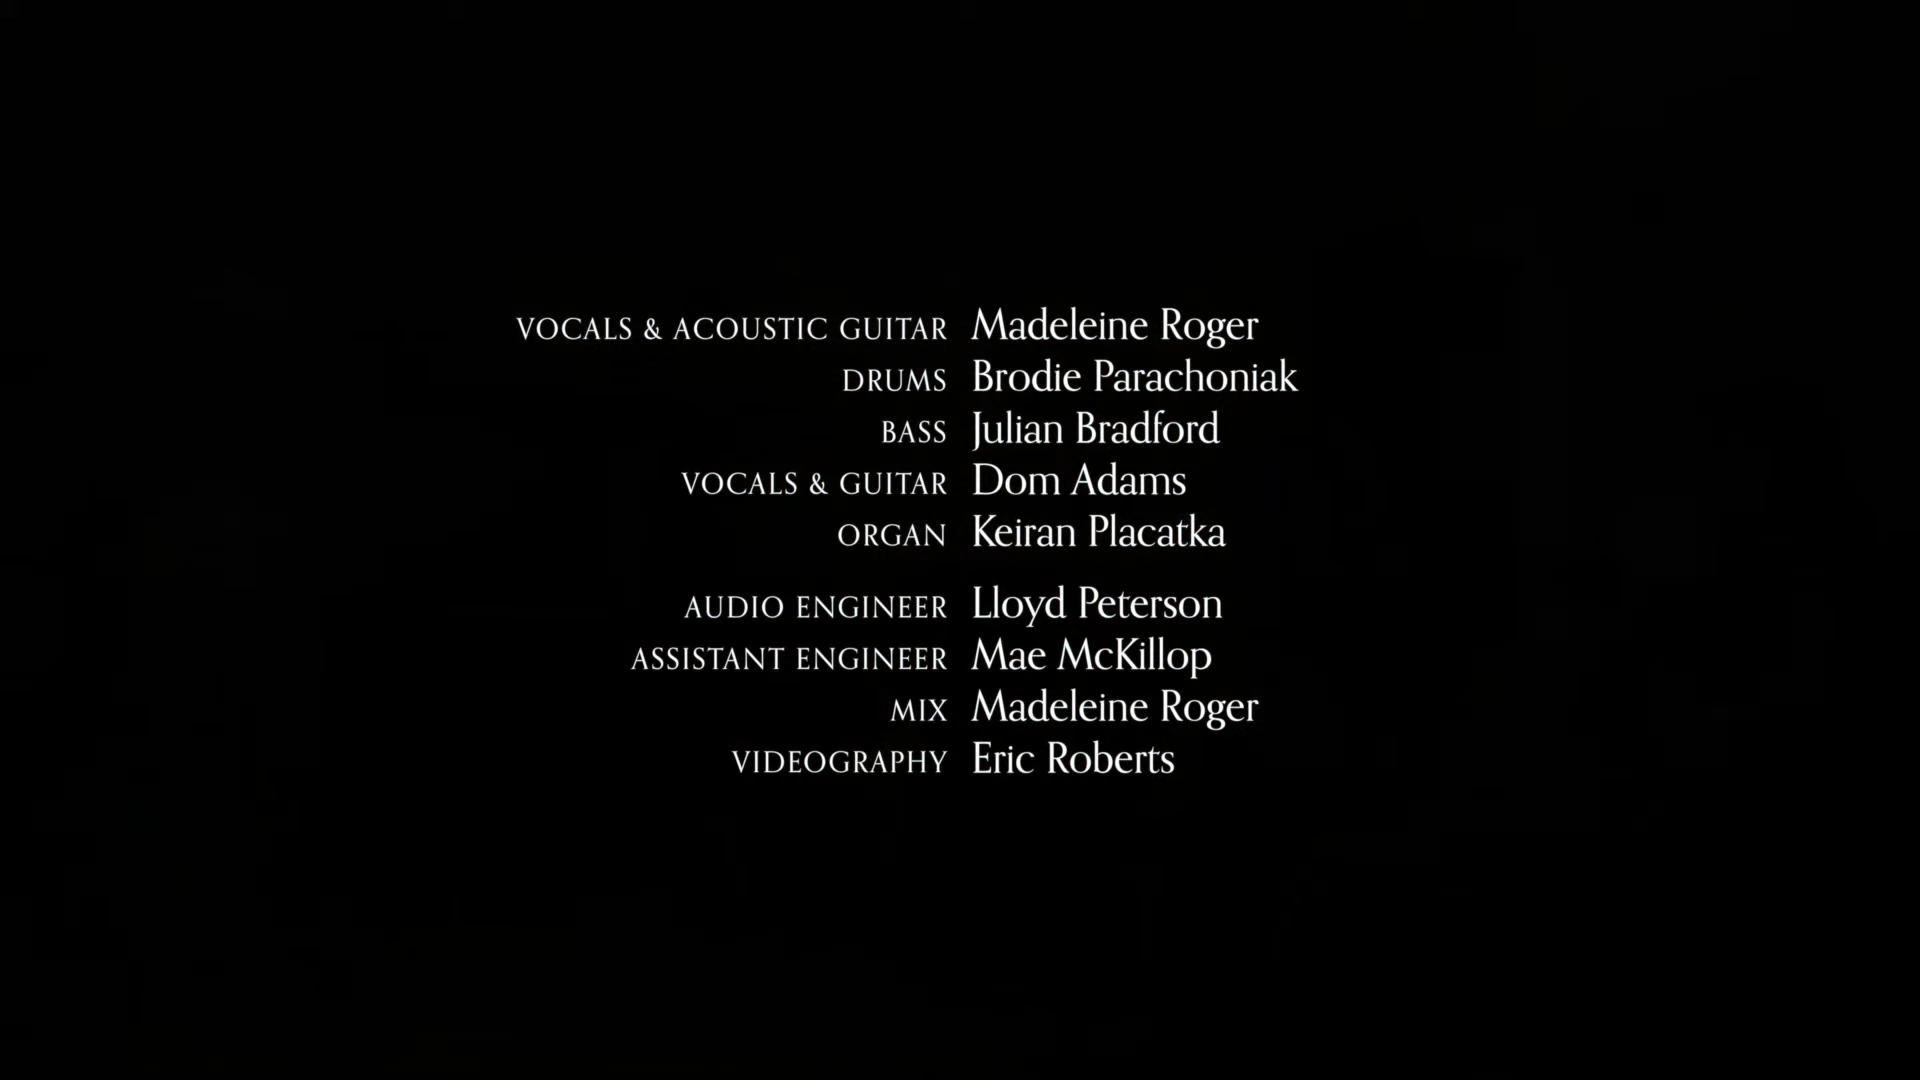 VOCALS & ACOUSTIC GUITAR Madeleine Roger
DRUMS Brodie Parachoniak
BASS Julian Bradford
VOCALS & GUITAR Dom Adams
ORGAN Keiran Placatka
AUDIO ENGINEER Lloyd Peterson
ASSISTANT ENGINEER Mae McKillop
MIX Madeleine Roger
VIDEOGRAPHY Eric Roberts